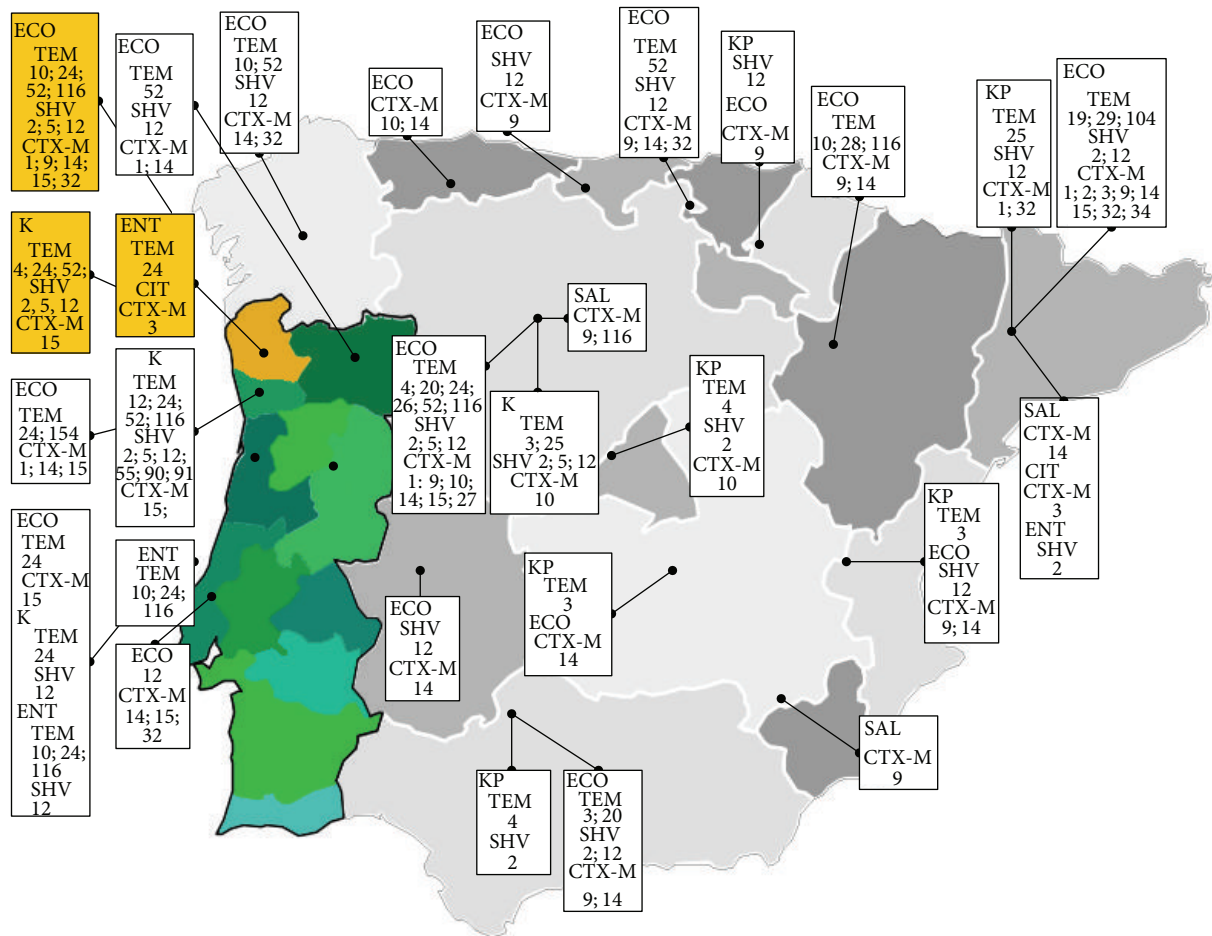 ECO
TEM
10; 24;
52; 116
SHV
2; 5; 12
CTX-M
1; 9; 14;
15; 32
ECO
TEM
52
SHV
12
CTX-M
1; 14
ECO
TEM
10; 52
SHV
12
CTX-M
14; 32
ECO
CTX-M
10; 14
ECO
SHV
12
CTX-M
9
ECO
TEM
52
SHV
12
CTX-M
9; 14; 32
KP
SHV
12
ECO
CTX-M
9
ECO
TEM
10; 28; 116
CTX-M
9; 14
KP
TEM
25
SHV
12
CTX-M
1; 32
ECO
TEM
19; 29; 104
SHV
2; 12
CTX-M
1; 2; 3; 9; 14
15; 32; 34
K
TEM
4; 24; 52;
SHV
2, 5, 12
CTX-M
15
ENT
TEM
24
CIT
CTX-M
3
SAL
CTX-M
9; 116
ECO
TEM
24; 154
CTX-M
1; 14; 15
K
TEM
12; 24;
52; 116
SHV
2; 5; 12;
55; 90; 91
CTX-M
15;
ECO
TEM
4; 20; 24;
26; 52; 116
SHV
2; 5; 12
CTX-M
1; 9; 10;
14; 15; 27
K
TEM
3; 25
SHV 2; 5; 12
CTX-M
10
KP
TEM
4
SHV
2
CTX-M
10
SAL
CTX-M
14
CIT
CTX-M
3
ENT
SHV
2
KP
TEM
3
ECO
SHV
12
CTX-M
9; 14
ECO
TEM
24
CTX-M
15
K
TEM
24
SHV
12
ENT
TEM
10; 24;
116
SHV
12
ENT
TEM
10; 24;
116
ECO
12
CTX-M
14; 15;
32
ECO
SHV
12
CTX-M
14
KP
TEM
3
ECO
CTX-M
14
SAL
CTX-M
9
KP
TEM
4
SHV
2
ECO
TEM
3; 20
SHV
2; 12
CTX-M
9; 14